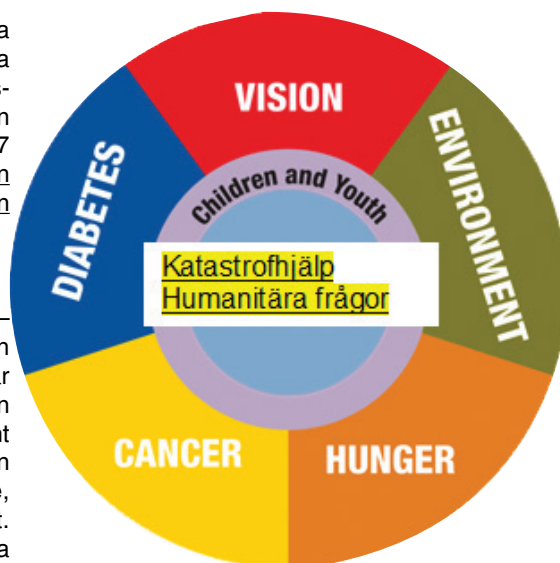 VISION
ENVIRONMENT
DIABETES
Children and Youth
Katastrofhjälp
Humanitära frågor
CANCER
HUNGER